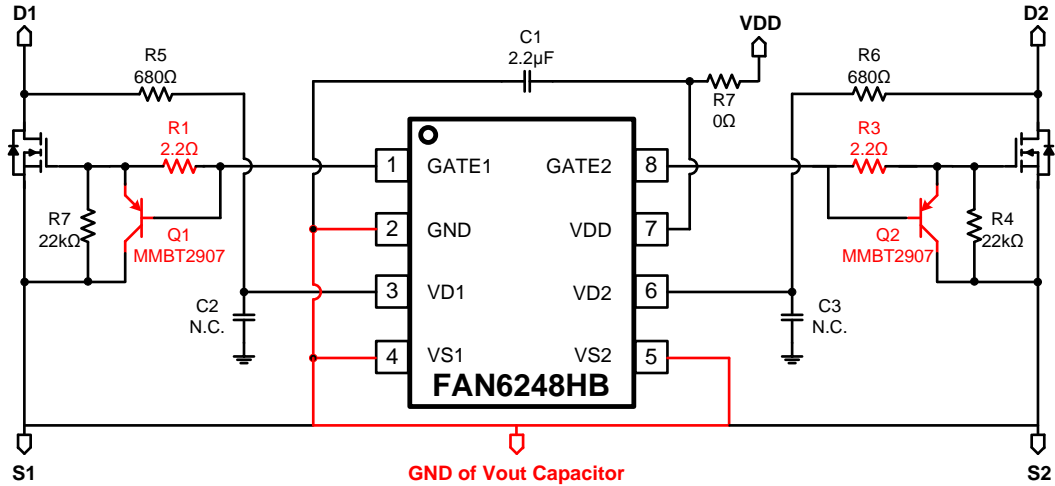 D1
D2
VDD
R5
680Ω
C1
2.2µF
R7
0Ω
R6
680Ω
R1
2.2Ω
R3
2.2Ω
1
GATE1
GATE2
8
R7
22kΩ
Q1
MMBT2907
2
GND
VDD
7
Q2
MMBT2907
R4
22kΩ
C2
N.C.
3
VD1
VD2
6
C3
N.C.
4
VS1
VS2
5
FAN6248HB
S1
GND of Vout Capacitor
S2